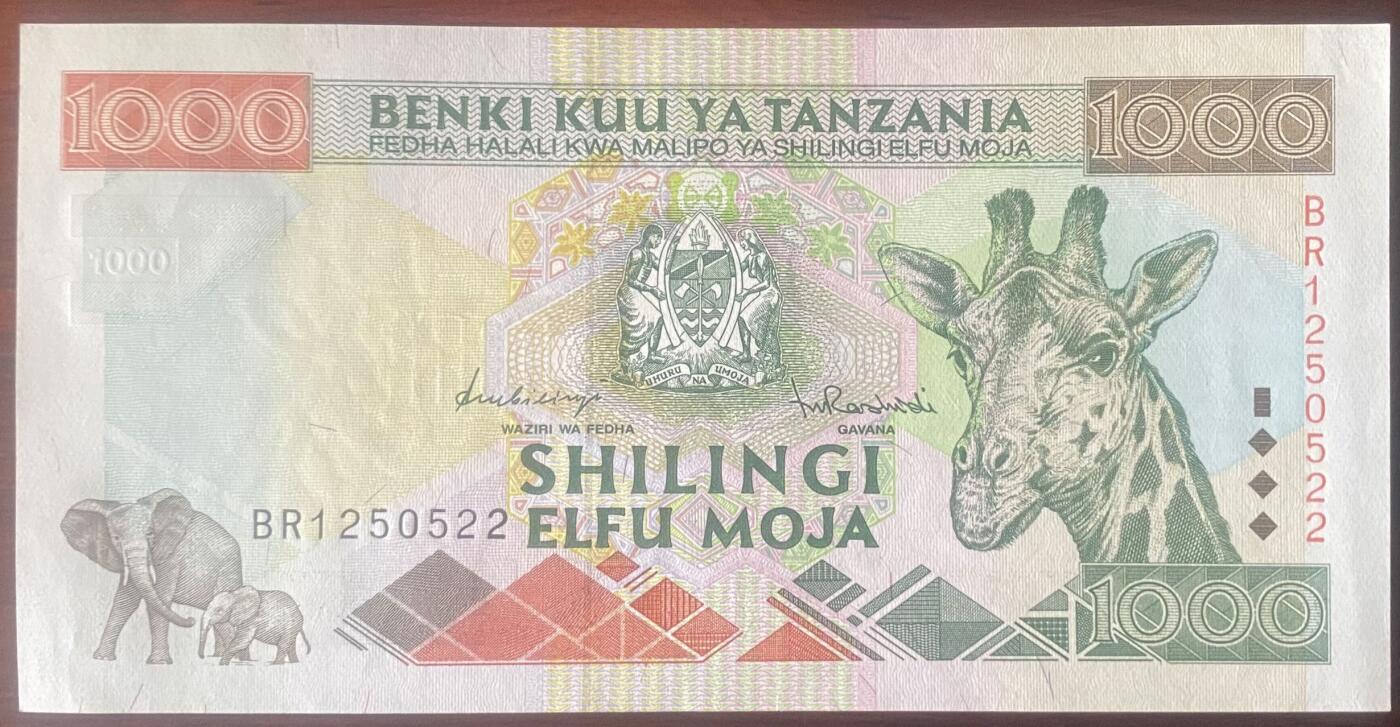 1000
BENKI KUU YA TANZANIA
1000
FEDHA HALALI KWA MALIPO YA SHILINGI ELFU MOJA
1000
BR1250522
UHURU NA UMOJA
WAZIRI WA FEDHA
GAVANA
SHILINGI
ELFU MOJA
BR1250522
1000